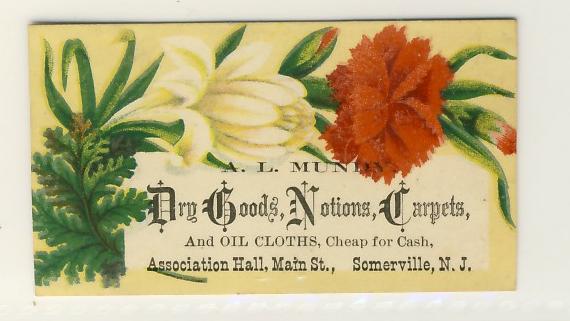 A. L. MUNDY
Dry Goods, Notions, Carpets,
And OIL CLOTHS, Cheap for Cash,
Association Hall, Main St., Somerville, N. J.